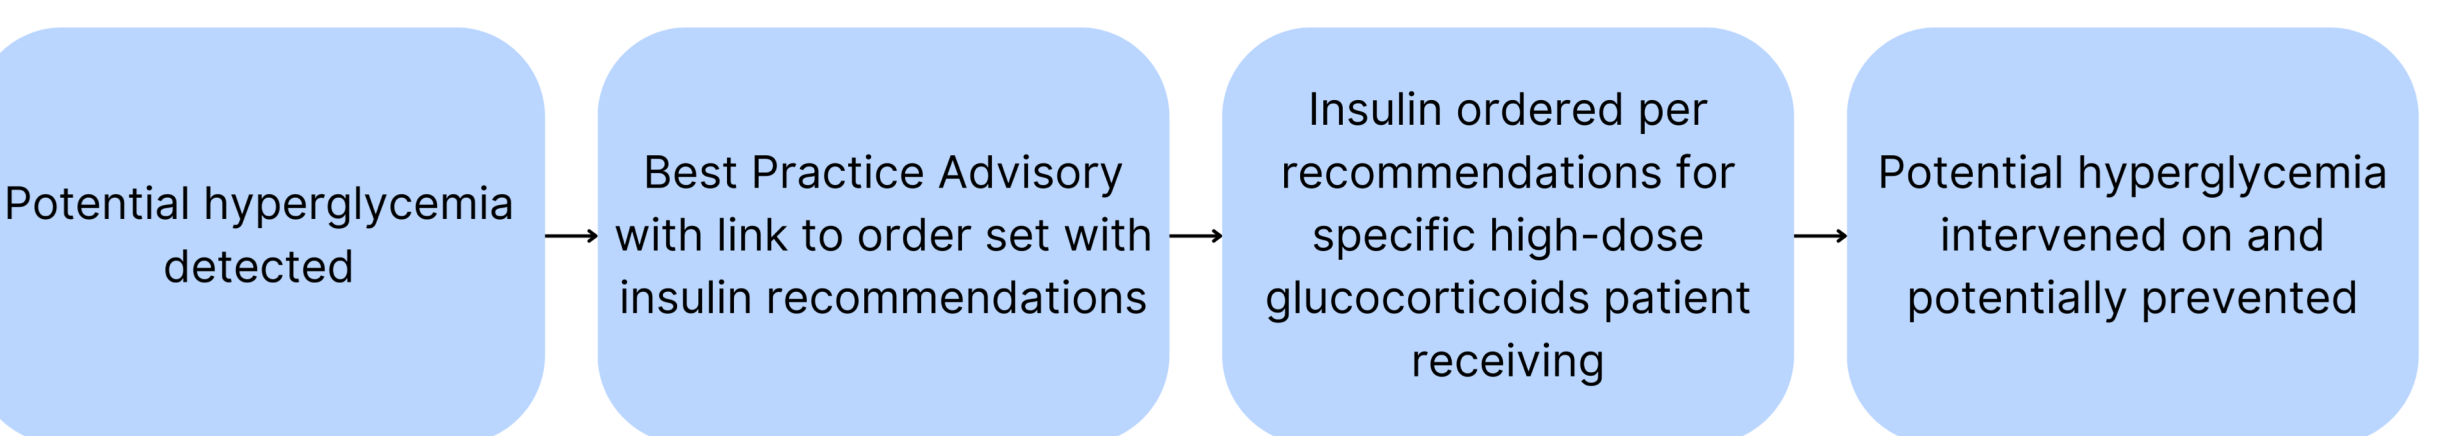 Potential hyperglycemia
detected
Best Practice Advisory
with link to order set with
insulin recommendations
Insulin ordered per
recommendations for
specific high-dose
glucocorticoids patient
receiving
Potential hyperglycemia
intervened on and
potentially prevented